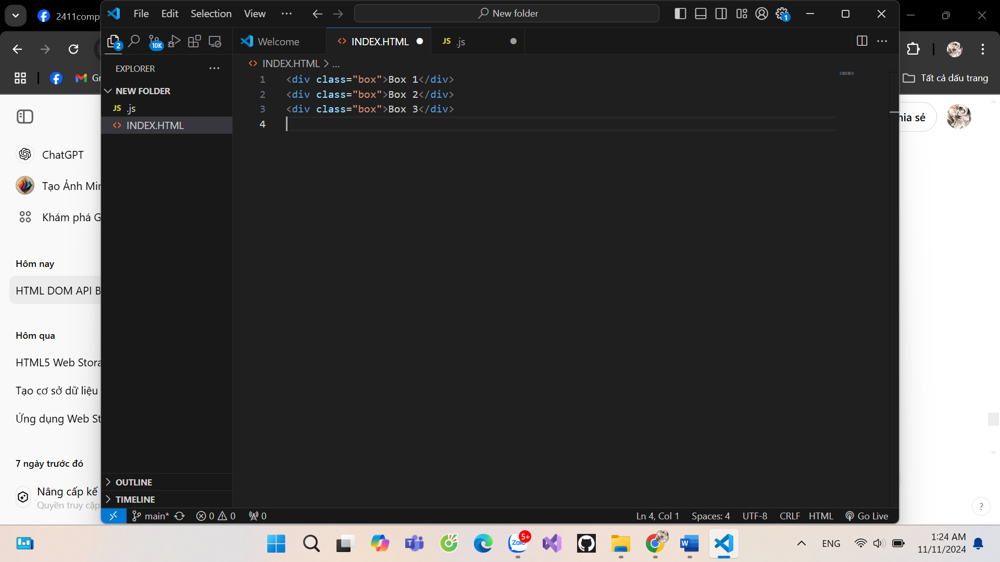 2411comp
File Edit Selection View ...
New folder
1
2
10K
Welcome
INDEX.HTML
JS .js
EXPLORER
INDEX.HTML > ...
NEW FOLDER
JS .js
INDEX.HTML
1 <div class="box">Box 1</div>
2 <div class="box">Box 2</div>
3 <div class="box">Box 3</div>
4
Tất cả dấu trang
ChatGPT
Tạo Ảnh
Khám phá G
Hôm nay
HTML DOM API B
Hôm qua
HTML5 Web Stora
Tạo cơ sở dữ liệu
Ứng dụng Web St
7 ngày trước đó
Nâng cấp kế
Quyền truy cập
OUTLINE
TIMELINE
main* 0 0 0
Ln 4, Col 1 Spaces: 4 UTF-8 CRLF HTML Go Live
sẻ
?
Zalo
5+
T
W
ENG
1:24 AM
11/11/2024